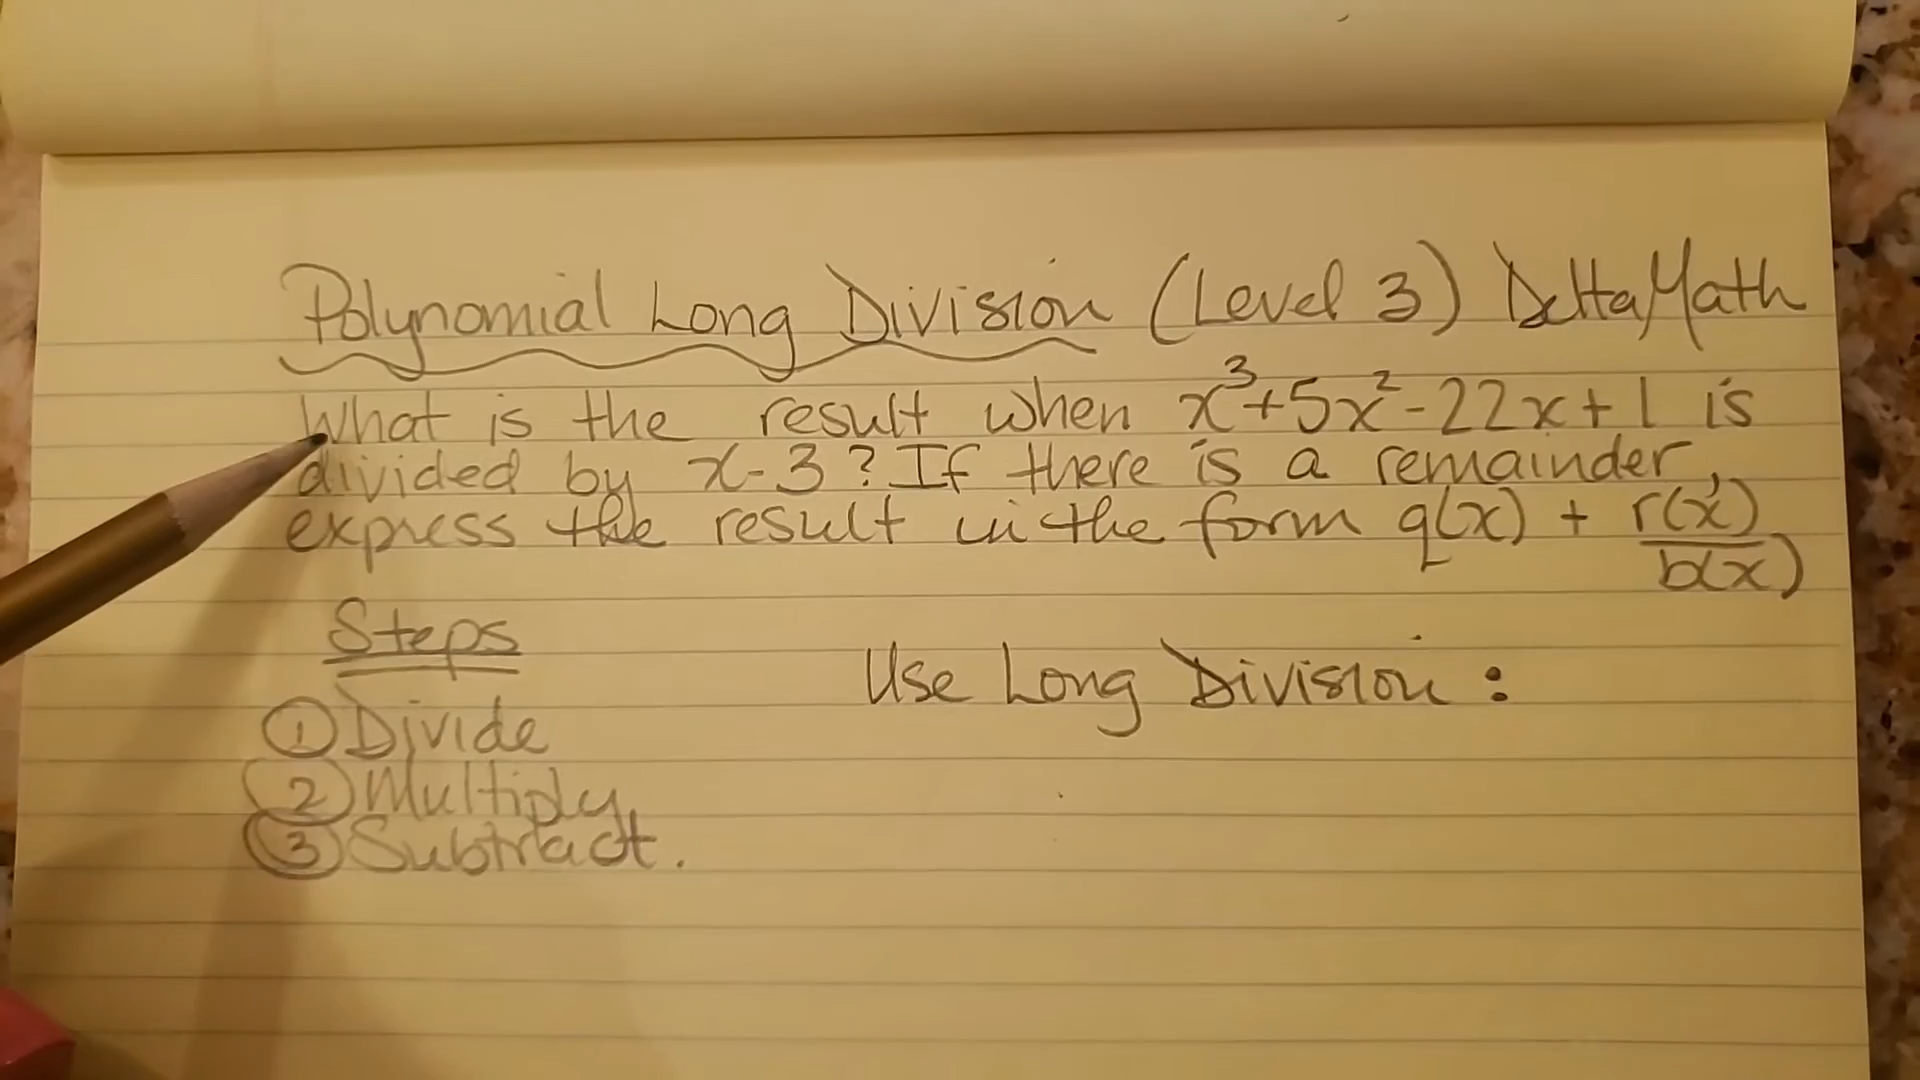 Polynomial Long Division (Level 3) DeltaMath
What is the result when x³+5x²-22x+1 is
divided by x-3? If there is a remainder,
express the result in the form q(x) + r(x)/b(x)
Steps
Use Long Division:
① Divide
② Multiply
③ Subtract.